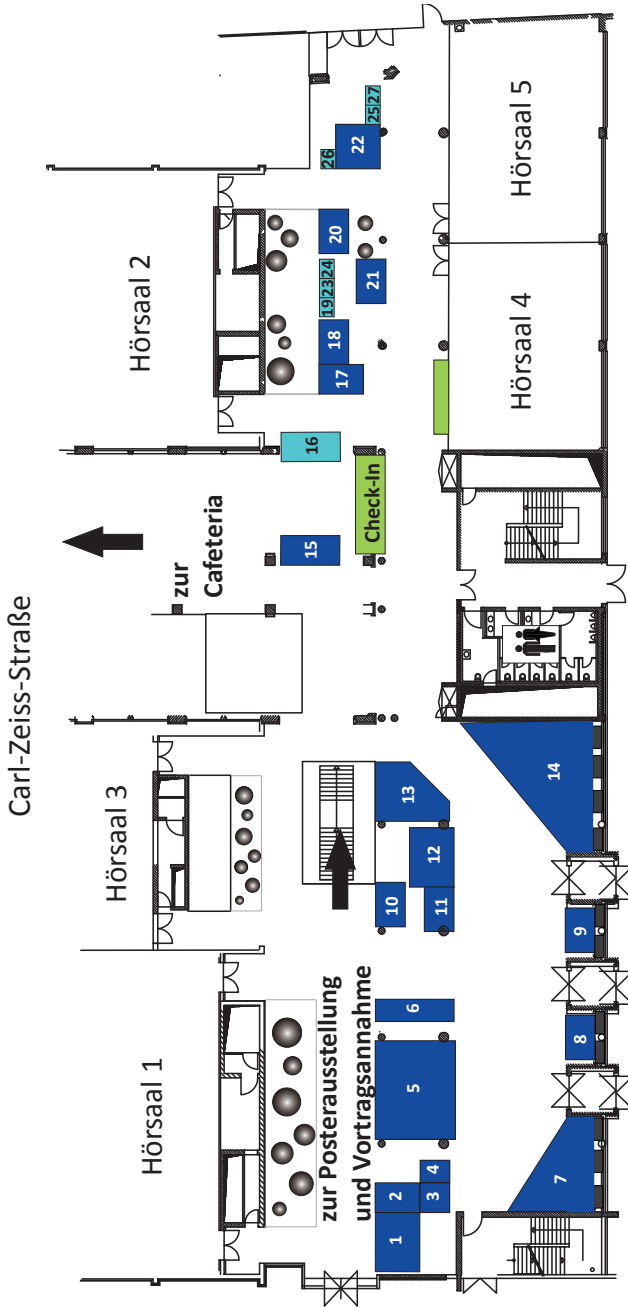 Carl-Zeiss-Straße
Hörsaal 1
Hörsaal 3
Hörsaal 2
zur
Cafeteria
zur Posterausstellung
und Vortragsannahme
Check-In
Hörsaal 4
Hörsaal 5
1
2
3
4
5
6
7
8
9
10
11
12
13
14
15
16
17
18
19
23
24
20
21
22
26
25
27